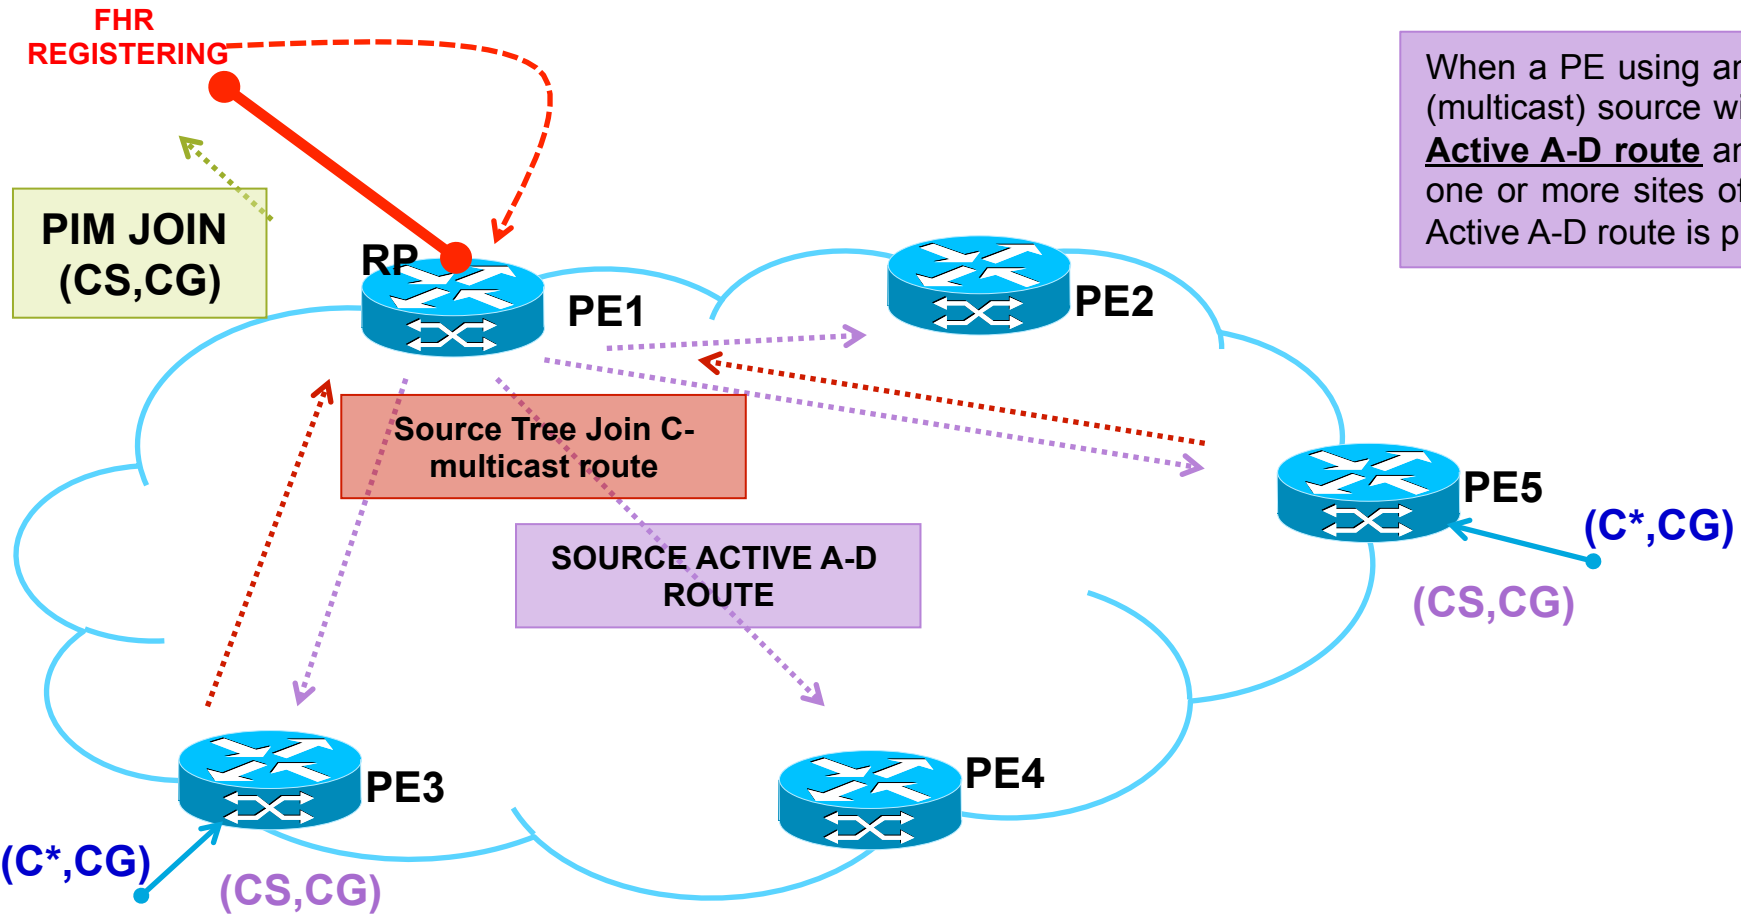 FHR
REGISTERING
When a PE using an
(multicast) source wi
Active A-D route an
one or more sites of
Active A-D route is p
PIM JOIN
(CS,CG)
RP
PE1
PE2
Source Tree Join C-
multicast route
PE5
(C*,CG)
SOURCE ACTIVE A-D
ROUTE
(CS,CG)
PE3
PE4
(C*,CG)
(CS,CG)